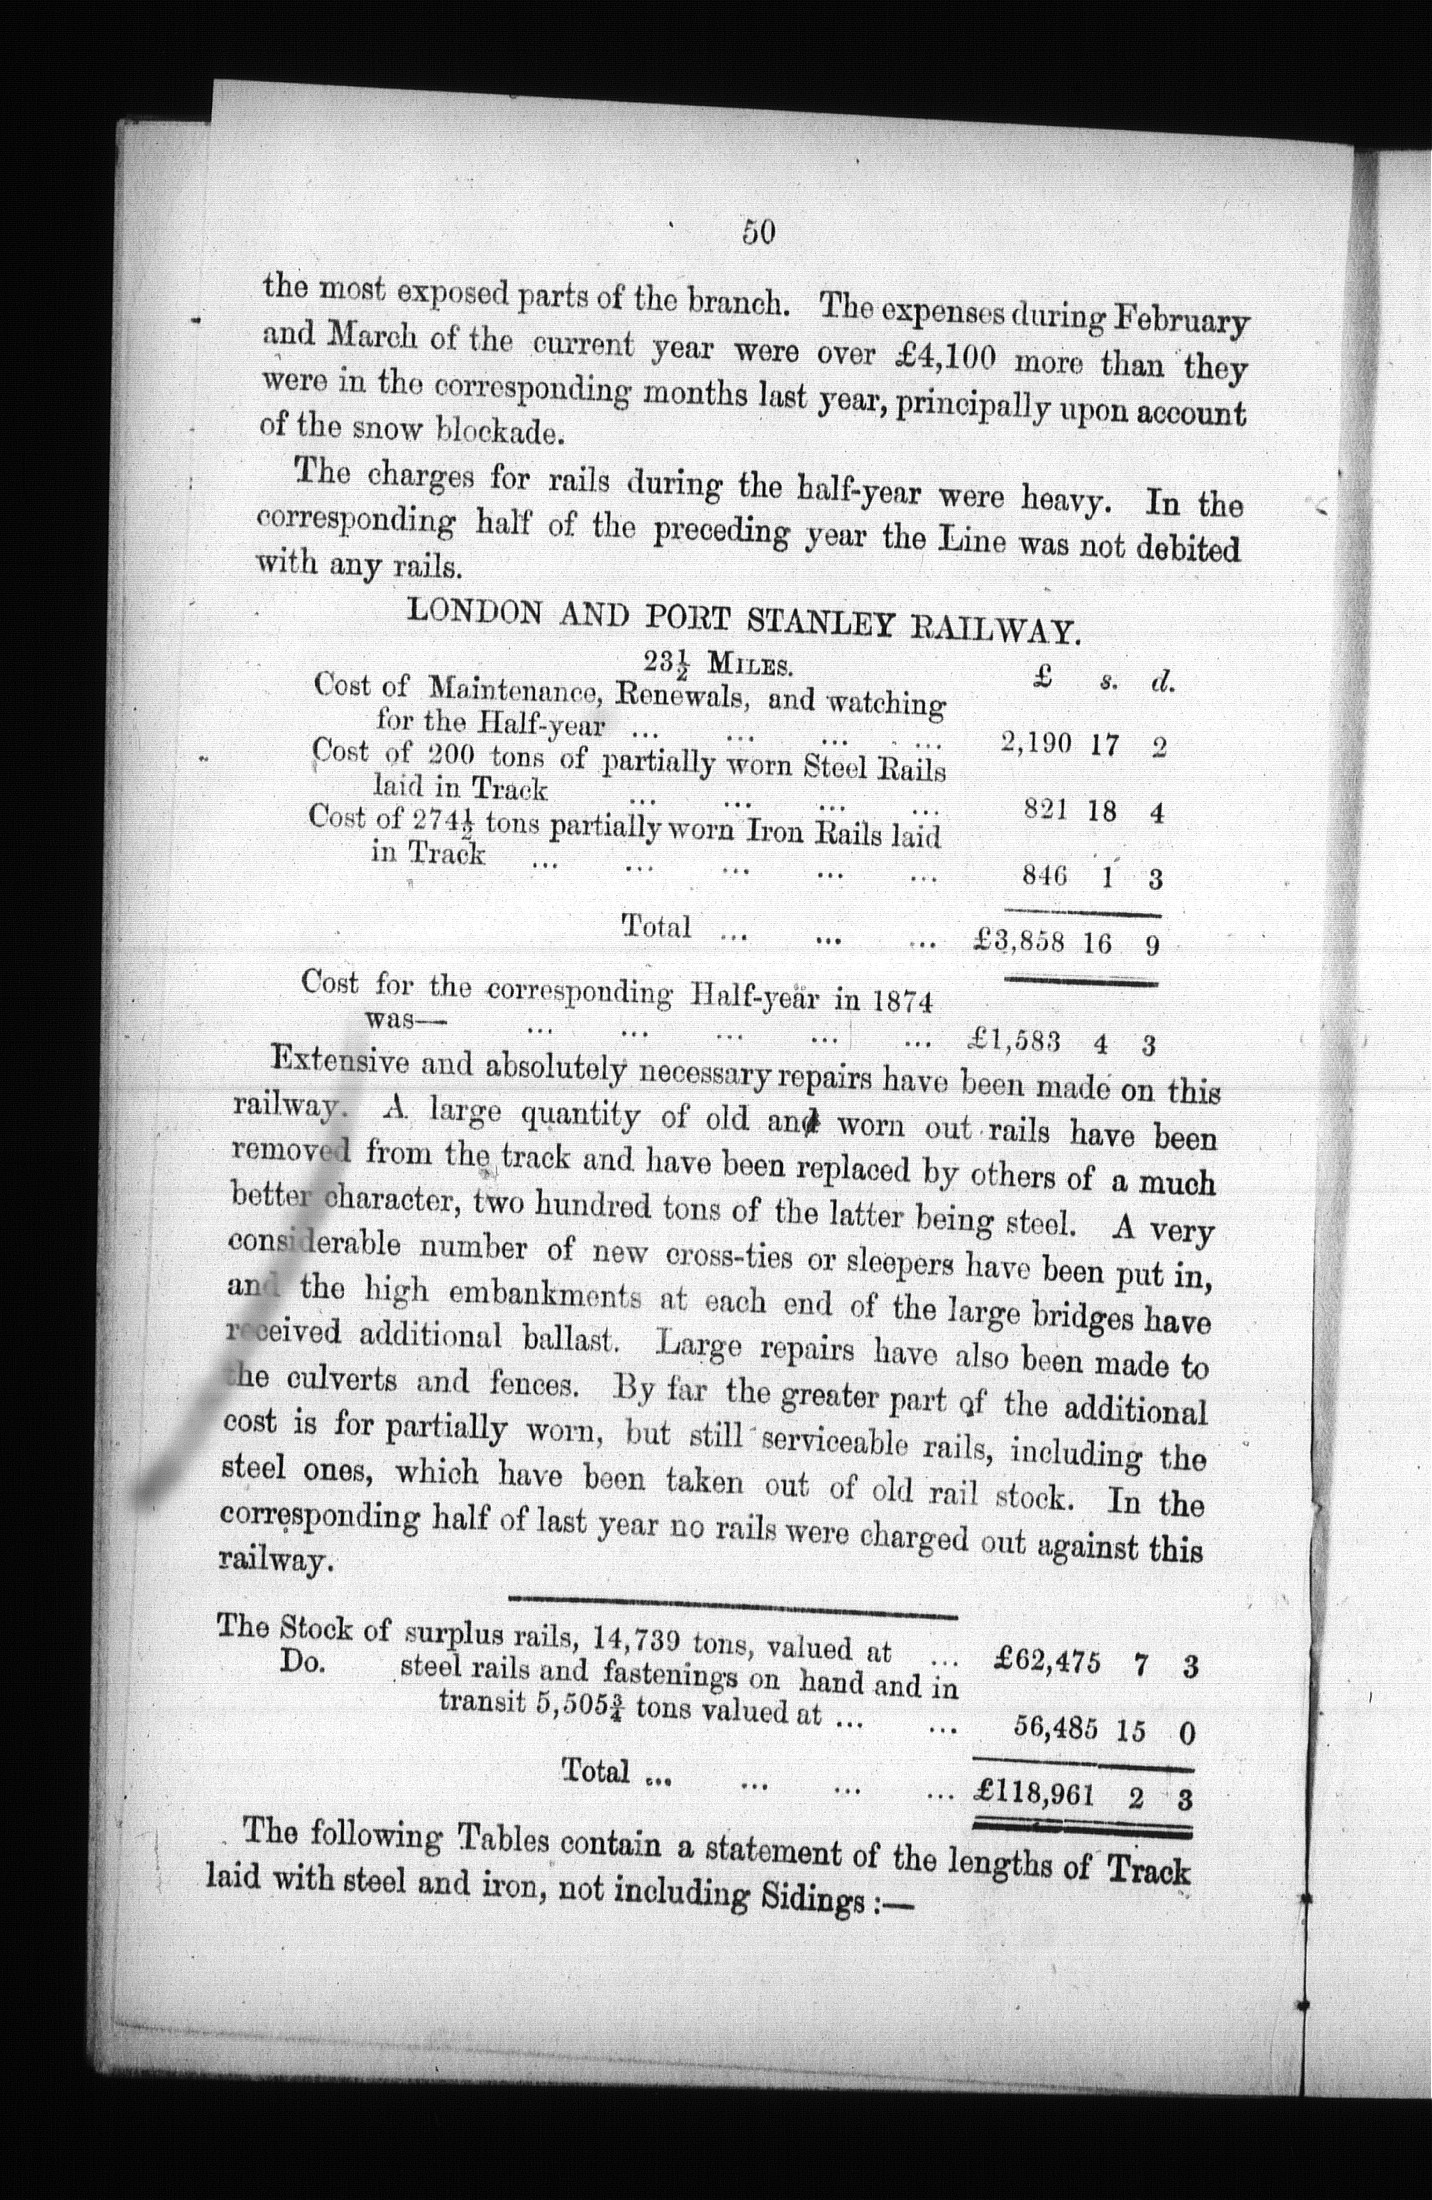 50
the most exposed parts of the branch. The expenses during February
and March of the current year were over £4,100 more than they
were in the corresponding months last year, principally upon account
of the snow blockade.
The charges for rails during the half-year were heavy. In the
corresponding half of the preceding year the Line was not debited
with any rails.
LONDON AND PORT STANLEY RAILWAY.
23½ MILES.
£ s. d.
Cost of Maintenance, Renewals, and watching
for the Half-year ... ... ... ... 2,190 17 2
Cost of 200 tons of partially worn Steel Rails
laid in Track ... ... ... ... 821 18 4
Cost of 274½ tons partially worn Iron Rails laid
in Track ... ... ... ... ... 846 1 3
Total ... ... ... £3,858 16 9
Cost for the corresponding Half-year in 1874
was— ... ... ... ... ... £1,583 4 3
Extensive and absolutely necessary repairs have been made on this
railway. A large quantity of old and worn out rails have been
removed from the track and have been replaced by others of a much
better character, two hundred tons of the latter being steel. A very
considerable number of new cross-ties or sleepers have been put in,
and the high embankments at each end of the large bridges have
received additional ballast. Large repairs have also been made to
the culverts and fences. By far the greater part of the additional
cost is for partially worn, but still serviceable rails, including the
steel ones, which have been taken out of old rail stock. In the
corresponding half of last year no rails were charged out against this
railway.
The Stock of surplus rails, 14,739 tons, valued at ... £62,475 7 3
Do. steel rails and fastenings on hand and in
transit 5,505¾ tons valued at ... ... 56,485 15 0
Total ... ... ... ... £118,961 2 3
The following Tables contain a statement of the lengths of Track
laid with steel and iron, not including Sidings :—